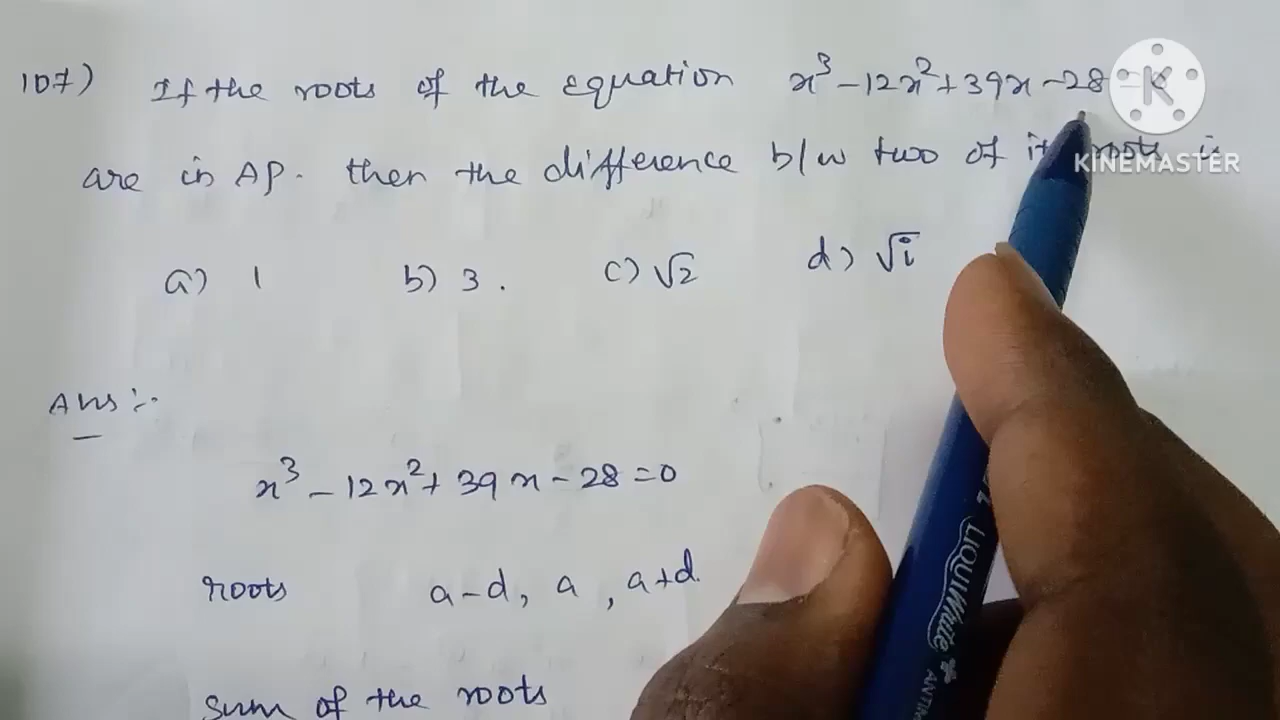 107) If the roots of the Equation x³ - 12x² + 39x - 28 = 0
are in AP. then the difference b/w two of its roots is
a) 1 b) 3. c) √2 d) √i
Ans:-
x³ - 12x² + 39x - 28 = 0
roots a-d, a, a+d.
sum of the roots
K
KINEMASTER
LIQUIWrite +
ANTIM